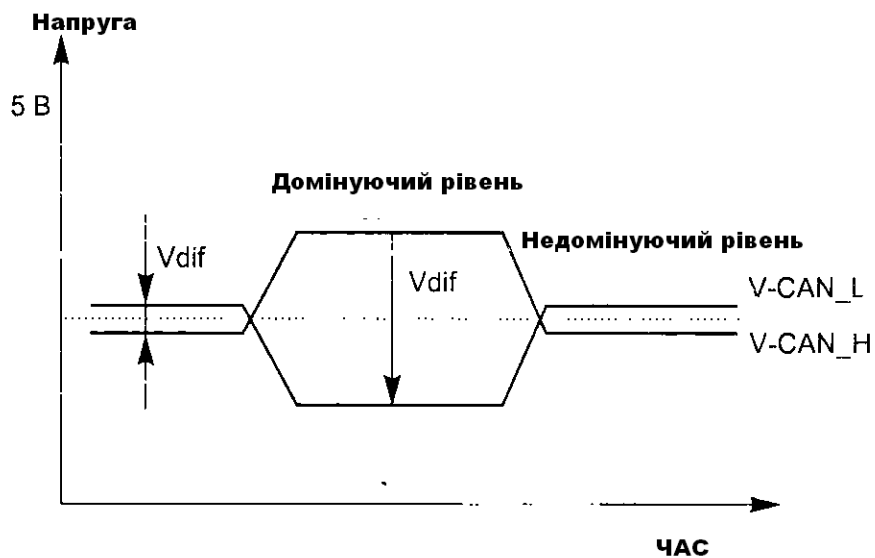 Напруга
5 В
Домінуючий рівень
Недомінуючий рівень
Vdif
Vdif
V-CAN_L
V-CAN_H
ЧАС